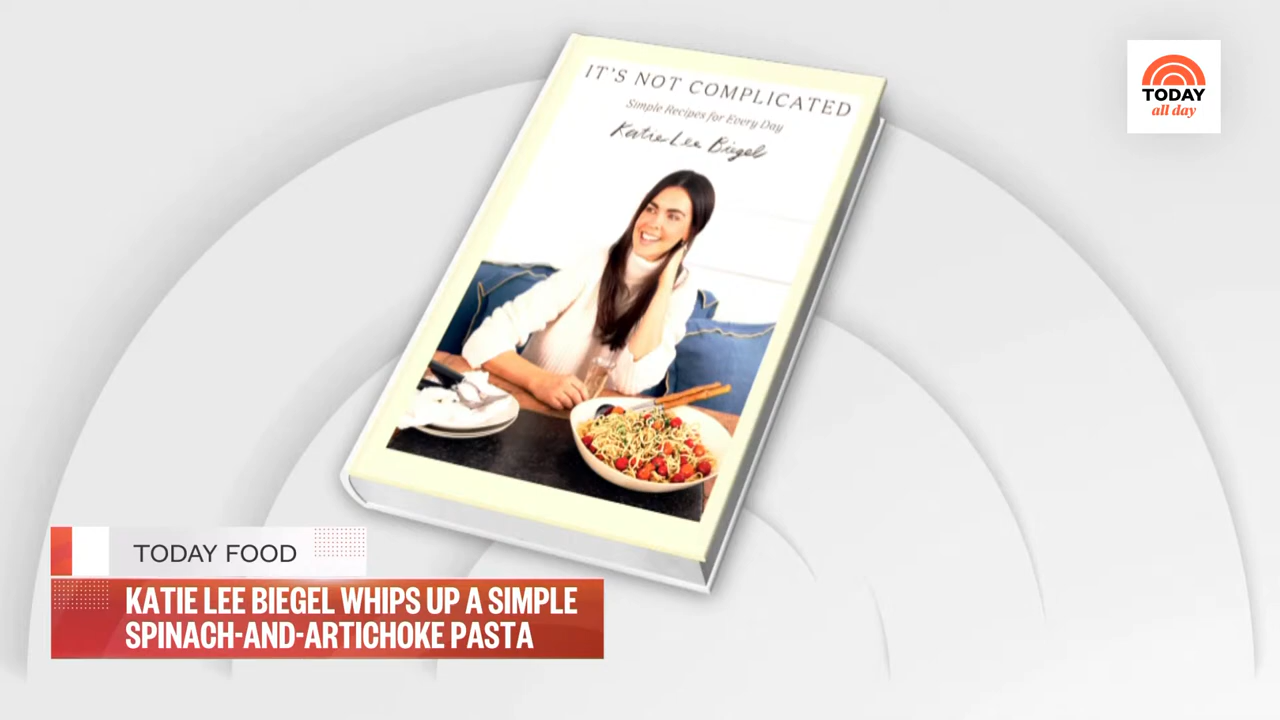 IT'S NOT COMPLICATED
Simple Recipes for Every Day
Katie Lee Biegel
TODAY
all day
TODAY FOOD
KATIE LEE BIEGEL WHIPS UP A SIMPLE
SPINACH-AND-ARTICHOKE PASTA